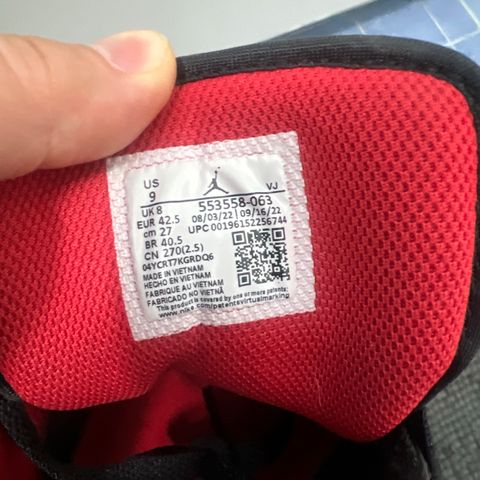 US
9
VJ
UK 8
553558-063
EUR 42.5
08/03/22 | 09/16/22
cm 27
UPC 00196152256744
BR 40.5
CN 270(2.5)
04YCRT7KGRDQ6
MADE IN VIETNAM
HECHO EN VIETNAM
FABRIQUE AU VIETNAM
FABRICADO NO VIETNÃ
This product is covered by one or more patents:
www.nike.com/patentsvirtualmarking